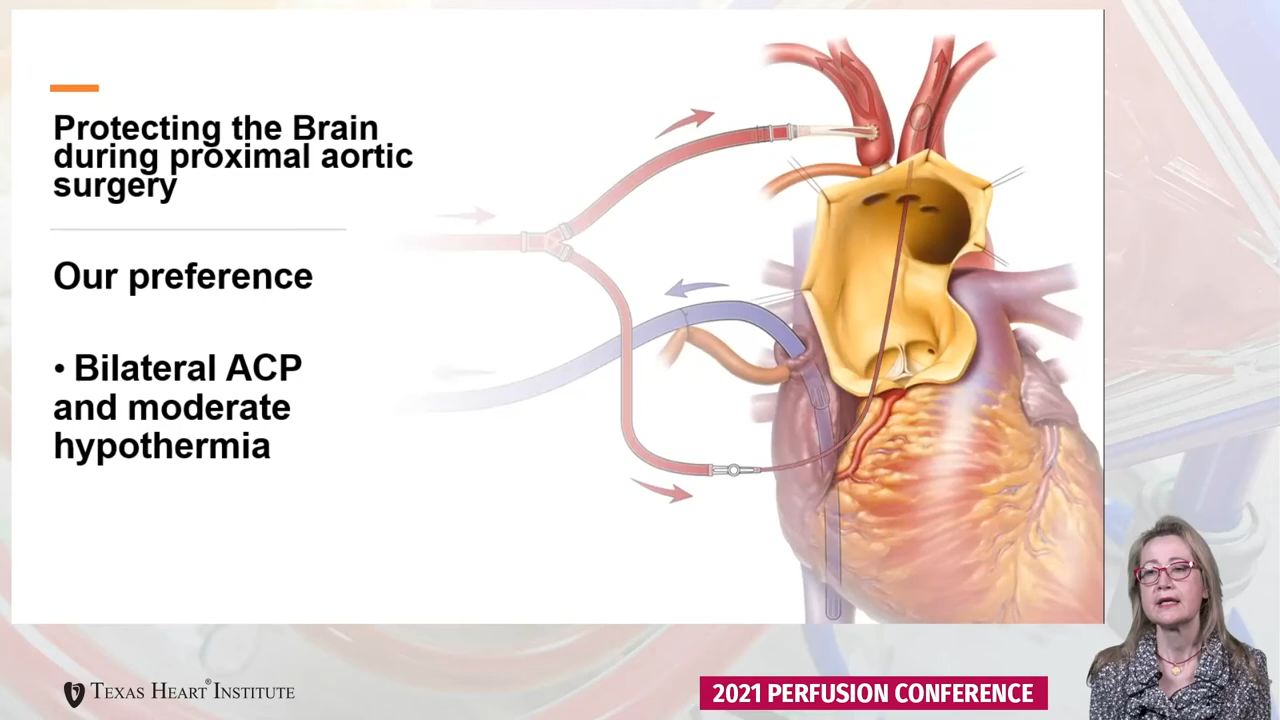 Protecting the Brain
during proximal aortic
surgery
Our preference
• Bilateral ACP
and moderate
hypothermia
TEXAS HEART® INSTITUTE
2021 PERFUSION CONFERENCE